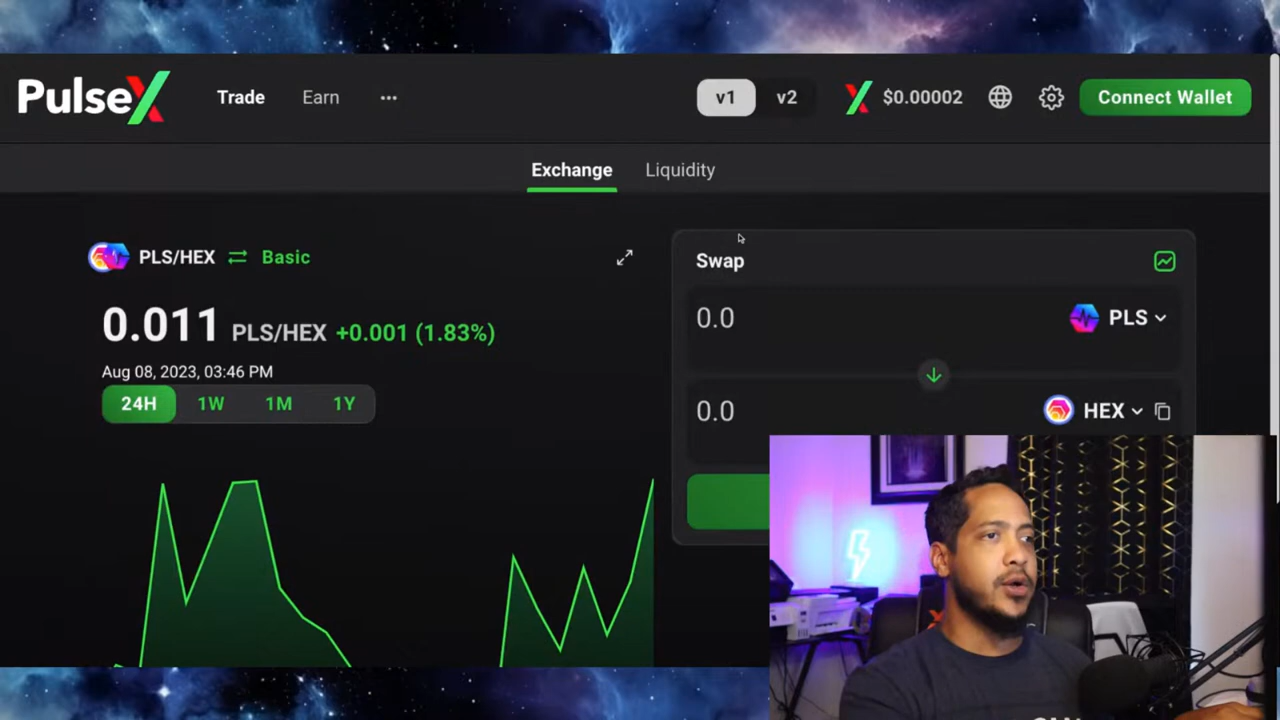 PulseX
Trade
Earn
...
v1
v2
$0.00002
Connect Wallet
Exchange
Liquidity
PLS/HEX
Basic
0.011 PLS/HEX +0.001 (1.83%)
Aug 08, 2023, 03:46 PM
24H
1W
1M
1Y
Swap
0.0
PLS
0.0
HEX